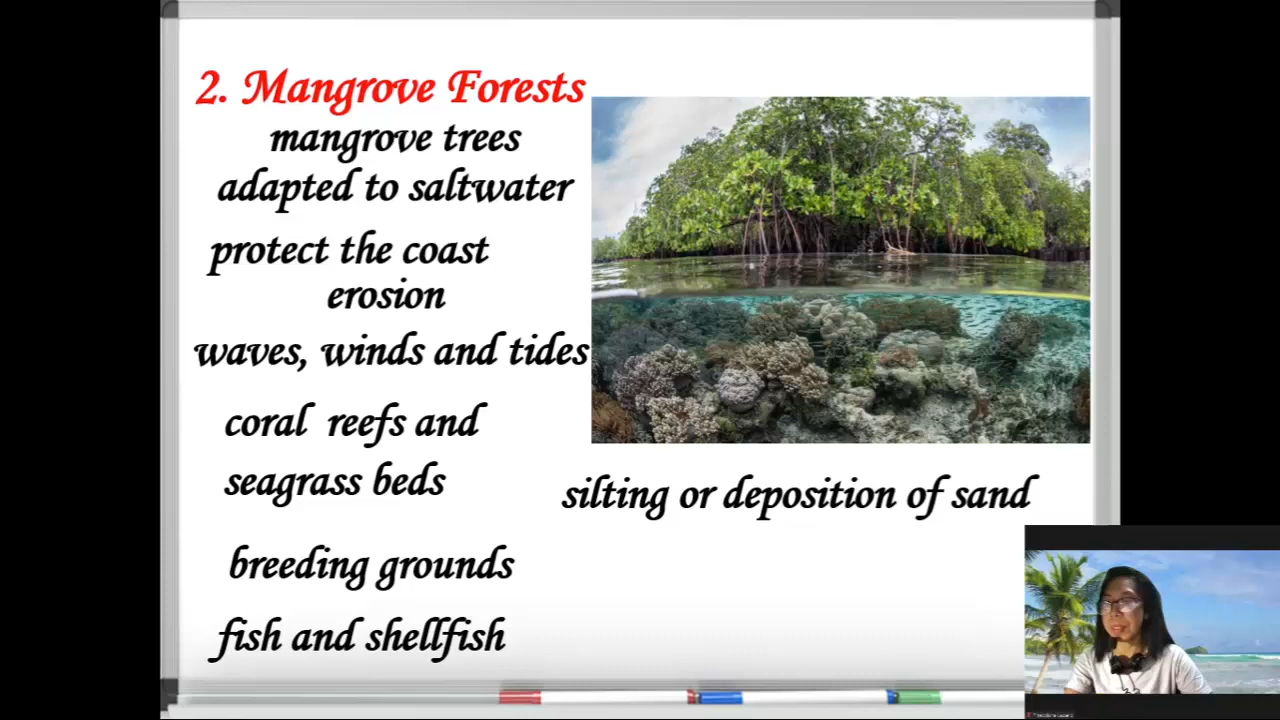 2. Mangrove Forests
mangrove trees
adapted to saltwater
protect the coast
erosion
waves, winds and tides
coral reefs and
seagrass beds
silting or deposition of sand
breeding grounds
fish and shellfish